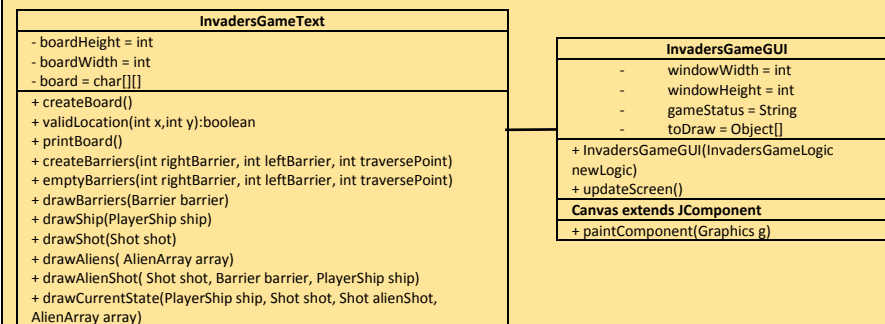 InvadersGameText
- boardHeight = int
- boardWidth = int
- board = char[][]
+ createBoard()
+ validLocation(int x,int y):boolean
+ printBoard()
+ createBarriers(int rightBarrier, int leftBarrier, int traversePoint)
+ emptyBarriers(int rightBarrier, int leftBarrier, int traversePoint)
+ drawBarriers(Barrier barrier)
+ drawShip(PlayerShip ship)
+ drawShot(Shot shot)
+ drawAliens( AlienArray array)
+ drawAlienShot( Shot shot, Barrier barrier, PlayerShip ship)
+ drawCurrentState(PlayerShip ship, Shot shot, Shot alienShot,
AlienArray array)
InvadersGameGUI
- windowWidth = int
- windowHeight = int
- gameStatus = String
- toDraw = Object[]
+ InvadersGameGUI(InvadersGameLogic
newLogic)
+ updateScreen()
Canvas extends JComponent
+ paintComponent(Graphics g)